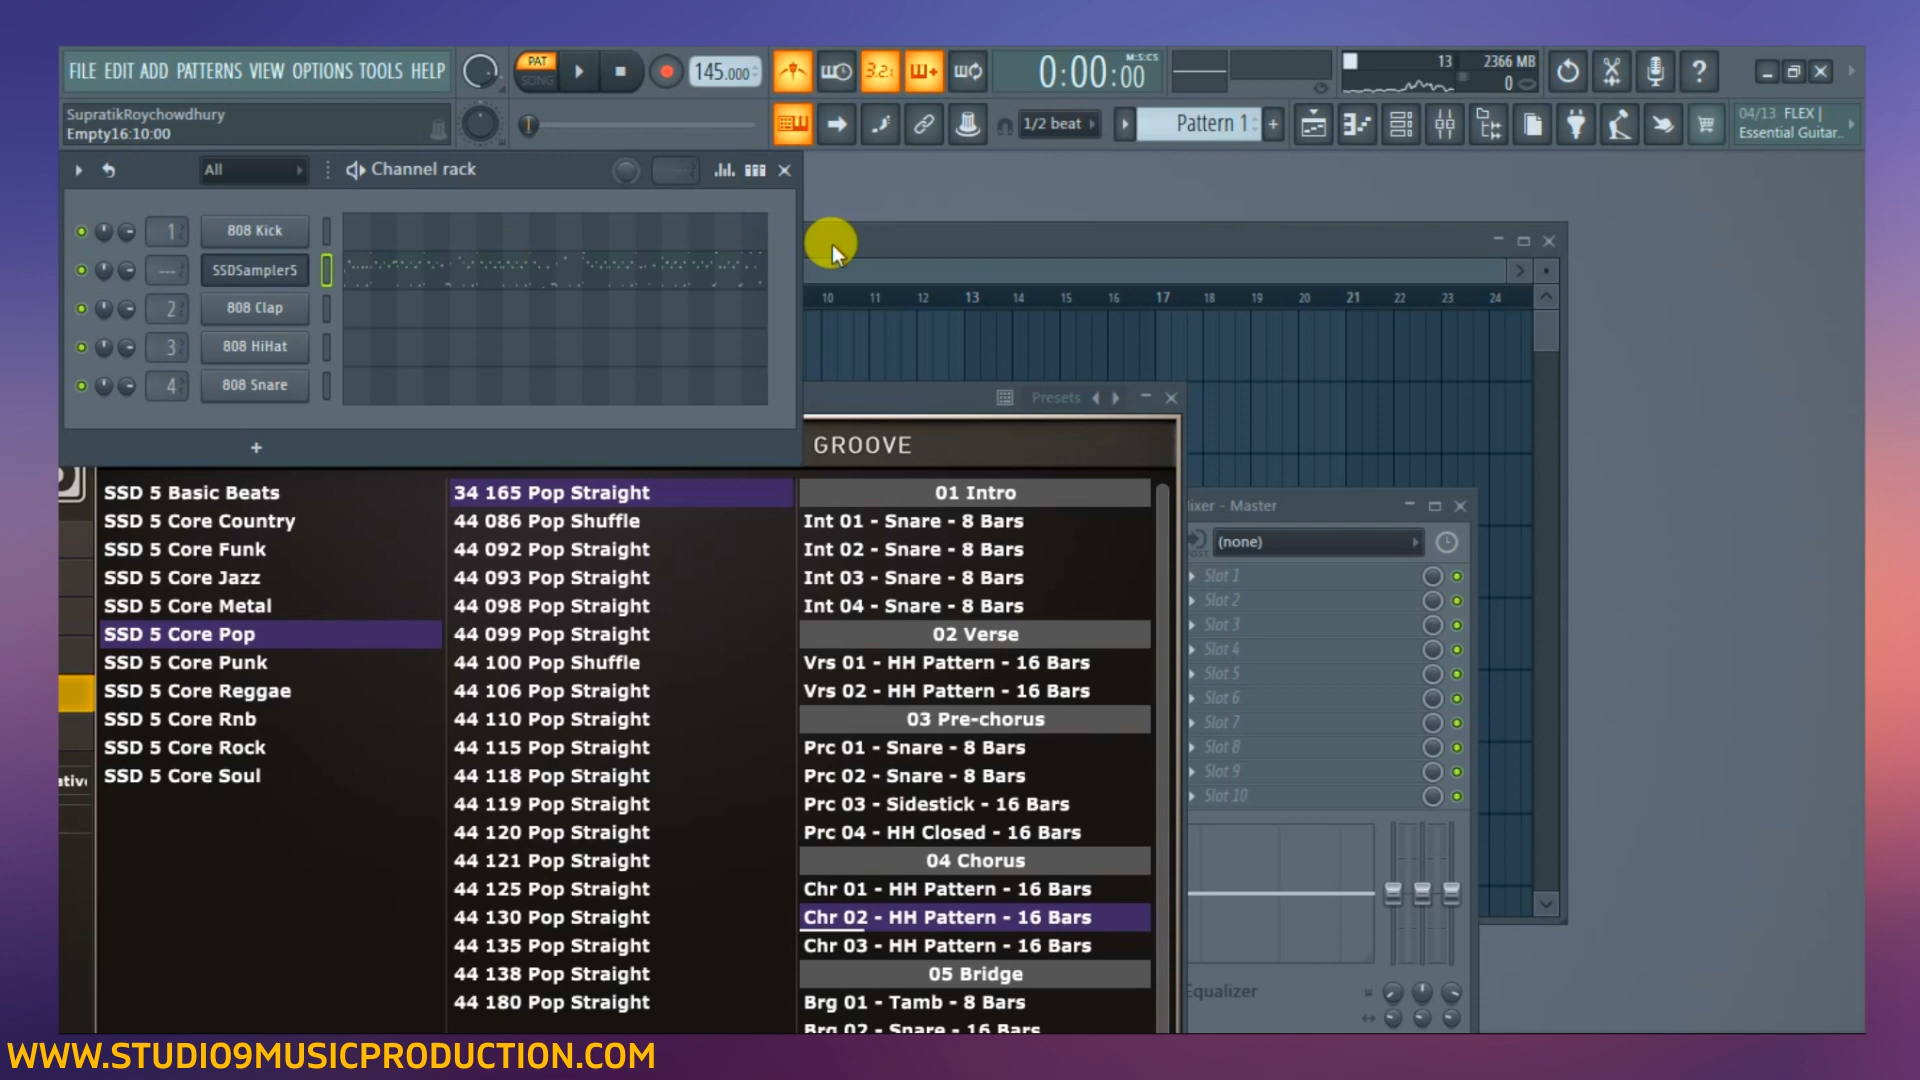 FILE EDIT ADD PATTERNS VIEW OPTIONS TOOLS HELP
PAT
SONG
145.000
3.2.
0:00:00
M:S:CS
13
2366 MB
0
SupratikRoychowdhury
Empty16:10:00
1/2 beat
Pattern 1
+
04/13 FLEX |
Essential Guitar..
All
Channel rack
1
808 Kick
---
SSDSampler5
2
808 Clap
3
808 HiHat
4
808 Snare
+
10 11 12 13 14 15 16 17 18 19 20 21 22 23 24
Presets
GROOVE
SSD 5 Basic Beats
SSD 5 Core Country
SSD 5 Core Funk
SSD 5 Core Jazz
SSD 5 Core Metal
SSD 5 Core Pop
SSD 5 Core Punk
SSD 5 Core Reggae
SSD 5 Core Rnb
SSD 5 Core Rock
SSD 5 Core Soul
34 165 Pop Straight
44 086 Pop Shuffle
44 092 Pop Straight
44 093 Pop Straight
44 098 Pop Straight
44 099 Pop Straight
44 100 Pop Shuffle
44 106 Pop Straight
44 110 Pop Straight
44 115 Pop Straight
44 118 Pop Straight
44 119 Pop Straight
44 120 Pop Straight
44 121 Pop Straight
44 125 Pop Straight
44 130 Pop Straight
44 135 Pop Straight
44 138 Pop Straight
44 180 Pop Straight
01 Intro
Int 01 - Snare - 8 Bars
Int 02 - Snare - 8 Bars
Int 03 - Snare - 8 Bars
Int 04 - Snare - 8 Bars
02 Verse
Vrs 01 - HH Pattern - 16 Bars
Vrs 02 - HH Pattern - 16 Bars
03 Pre-chorus
Prc 01 - Snare - 8 Bars
Prc 02 - Snare - 8 Bars
Prc 03 - Sidestick - 16 Bars
Prc 04 - HH Closed - 16 Bars
04 Chorus
Chr 01 - HH Pattern - 16 Bars
Chr 02 - HH Pattern - 16 Bars
Chr 03 - HH Pattern - 16 Bars
05 Bridge
Brg 01 - Tamb - 8 Bars
Brg 02 - Snare - 16 Bars
ixer - Master
(none)
Slot 1
Slot 2
Slot 3
Slot 4
Slot 5
Slot 6
Slot 7
Slot 8
Slot 9
Slot 10
Equalizer
WWW.STUDIO9MUSICPRODUCTION.COM